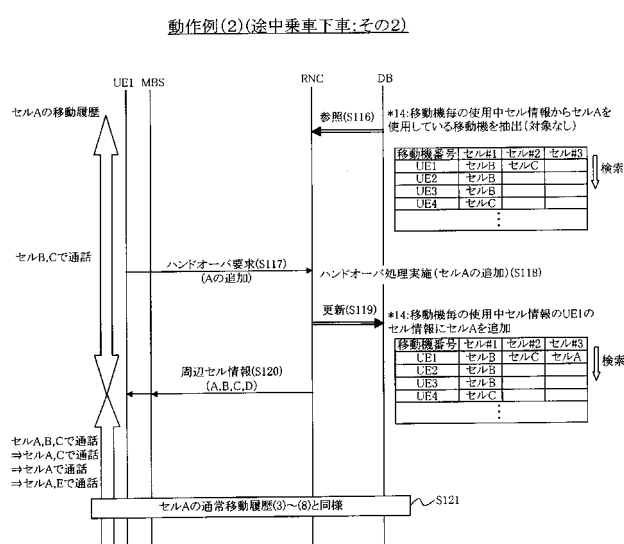 動作例(2)(途中乗車下車:その2)
UE1 MBS RNC DB
セルAの移動履歴
参照(S116)
*14:移動機毎の使用中セル情報からセルAを
使用している移動機を抽出(対象なし)
移動機番号 セル#1 セル#2 セル#3
UE1 セルB セルC
UE2 セルB
UE3 セルB
UE4 セルC
⋮
検索
セルB,Cで通話
ハンドオーバ要求(S117)
(Aの追加)
ハンドオーバ処理実施(セルAの追加)(S118)
更新(S119)
*14:移動機毎の使用中セル情報のUE1の
セル情報にセルAを追加
移動機番号 セル#1 セル#2 セル#3
UE1 セルB セルC セルA
UE2 セルB
UE3 セルB
UE4 セルC
⋮
検索
周辺セル情報(S120)
(A,B,C,D)
セルA,B,Cで通話
⇒セルA,Cで通話
⇒セルAで通話
⇒セルA,Eで通話
セルAの通常移動履歴(3)~(8)と同様
S121